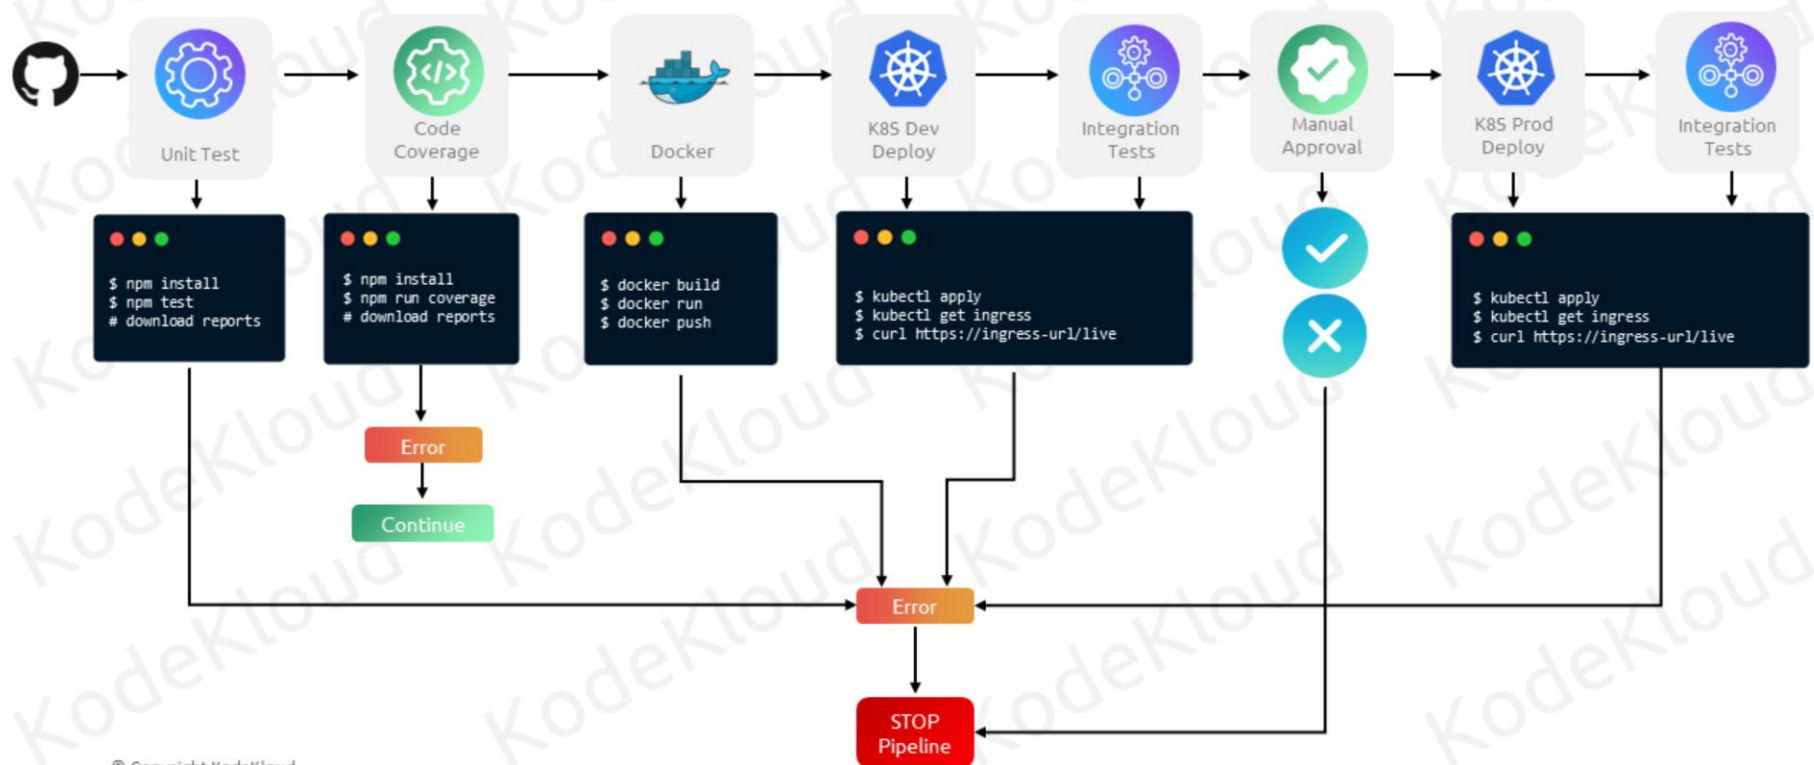 Unit Test
Code
Coverage
Docker
K8S Dev
Deploy
Integration
Tests
Manual
Approval
K8S Prod
Deploy
Integration
Tests
$ npm install
$ npm test
# download reports
$ npm install
$ npm run coverage
# download reports
$ docker build
$ docker run
$ docker push
$ kubectl apply
$ kubectl get ingress
$ curl https://ingress-url/live
$ kubectl apply
$ kubectl get ingress
$ curl https://ingress-url/live
Error
Continue
Error
STOP
Pipeline
© Copyright KodeKloud
KodeKloud